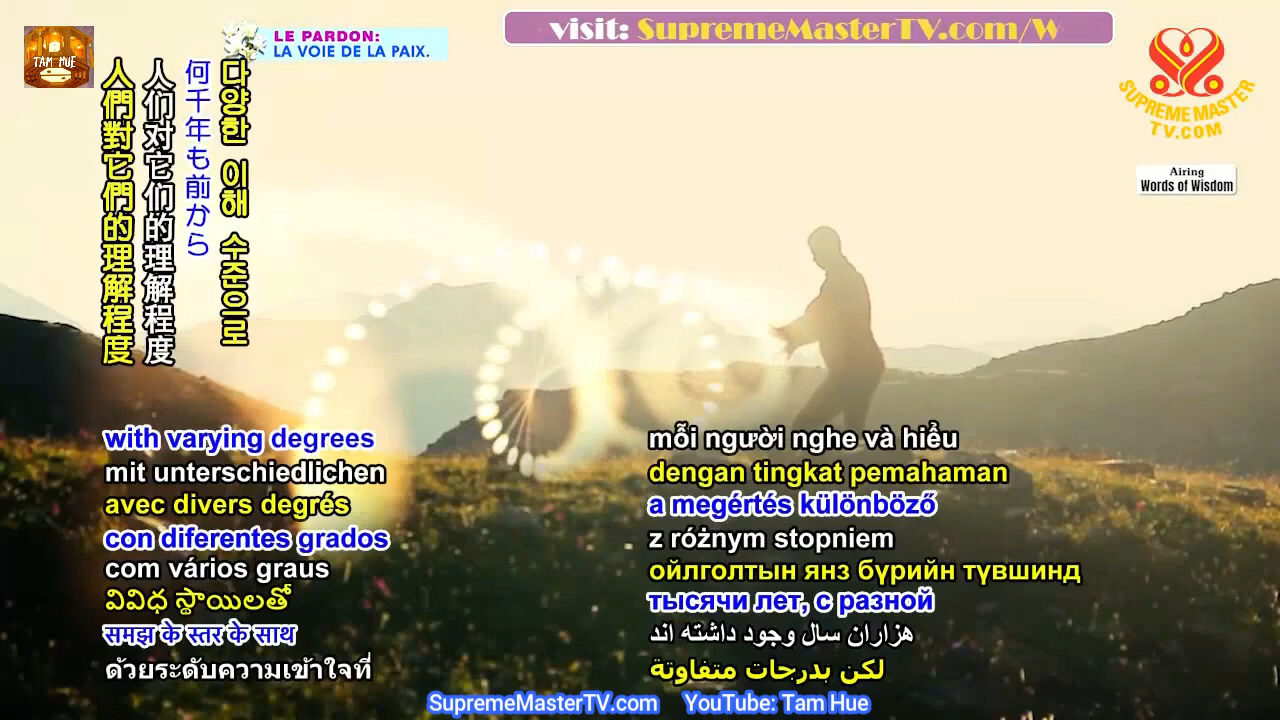 TAM HUE
LE PARDON:
LA VOIE DE LA PAIX.
visit: SupremeMasterTV.com/W
SUPREME MASTER
TV.COM
Airing
Words of Wisdom
다양한 이해 수준으로
何千年も前から
人们对它们的理解程度
人們對它們的理解程度
with varying degrees
mit unterschiedlichen
avec divers degrés
con diferentes grados
com vários graus
వివిధ స్థాయిలతో
समझ के स्तर के साथ
ด้วยระดับความเข้าใจที่
mỗi người nghe và hiểu
dengan tingkat pemahaman
a megértés különböző
z różnym stopniem
ойлголтын янз бүрийн түвшинд
тысячи лет, с разной
هزاران سال وجود داشته اند
لكن بدرجات متفاوتة
SupremeMasterTV.com YouTube: Tam Hue